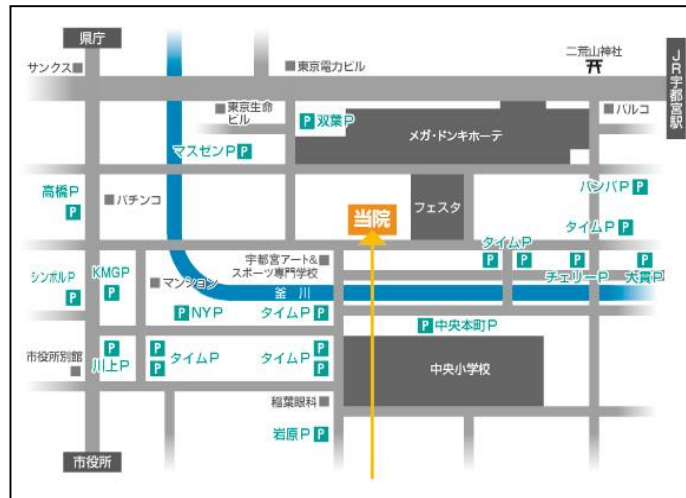 県庁
サンクス
東京電力ビル
二荒山神社
JR宇都宮駅
東京生命
ビル
P 双葉P
パルコ
メガ・ドンキホーテ
マスゼンP P
高橋P
P
パチンコ
当院
フェスタ
バンバP P
タイムP P
宇都宮アート&
スポーツ専門学校
タイムP
P P
シンボルP
P
KMGP
P
マンション
釜川
チェリーP
P
大貫P
P
P NYP
タイムP P
P 中央本町P
市役所別館
P
川上P
P
P
タイムP
タイムP
P
P
中央小学校
稲葉眼科
岩原P P
市役所